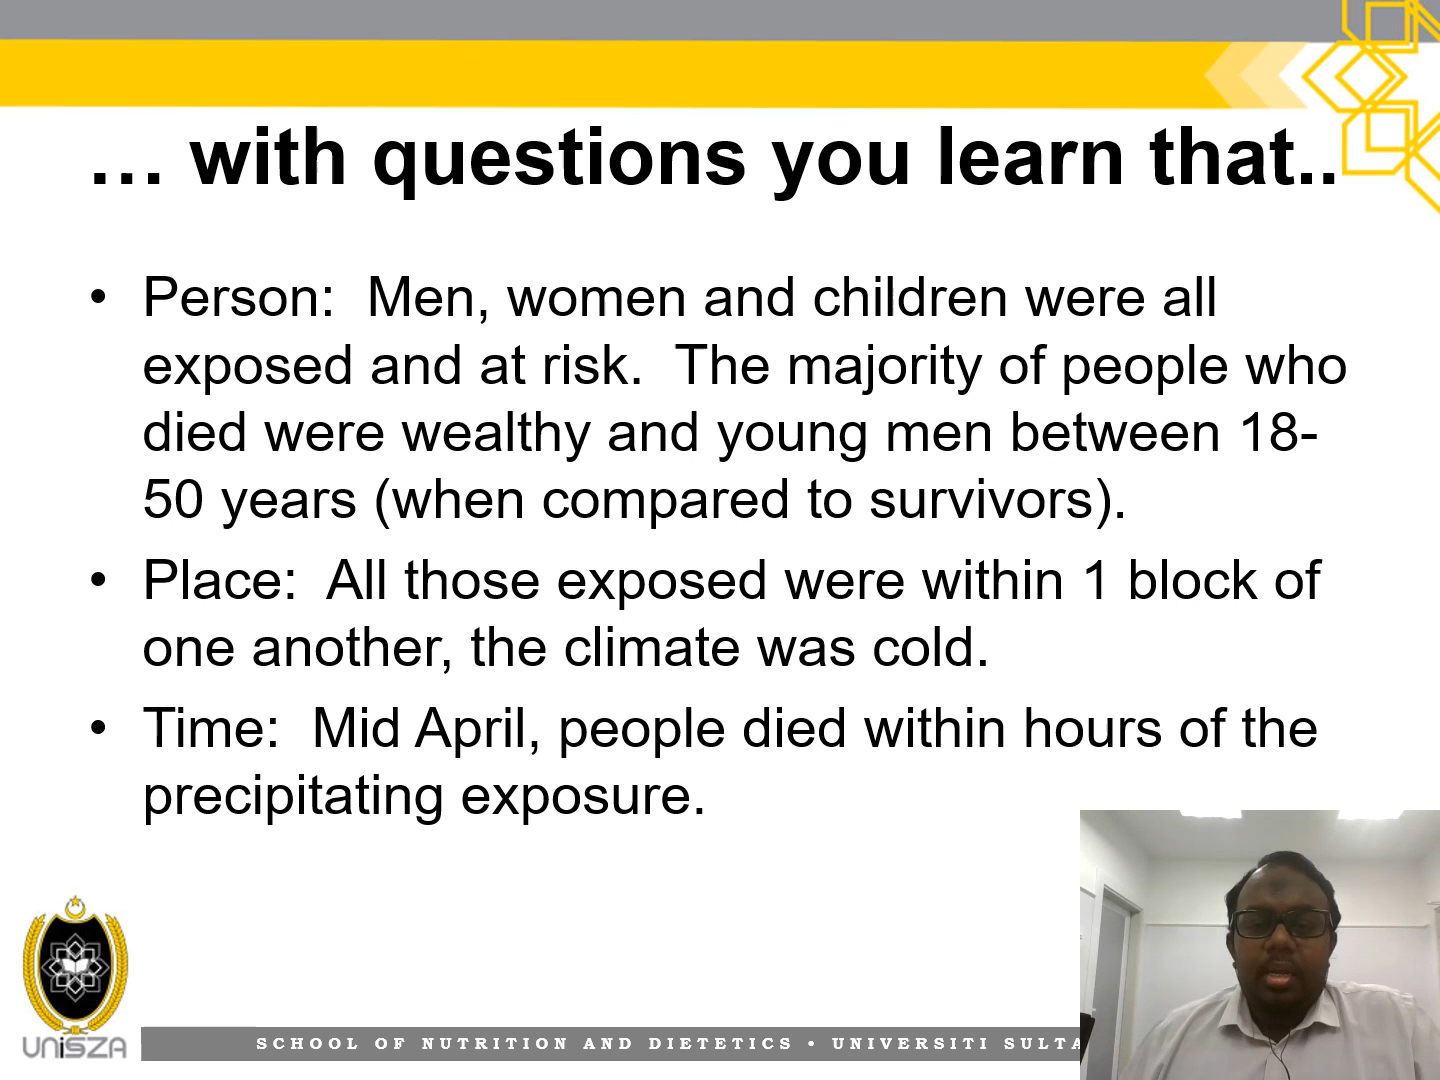 … with questions you learn that..
• Person:  Men, women and children were all
exposed and at risk.  The majority of people who
died were wealthy and young men between 18-
50 years (when compared to survivors).
• Place:  All those exposed were within 1 block of
one another, the climate was cold.
• Time:  Mid April, people died within hours of the
precipitating exposure.
UNISZA
SCHOOL OF NUTRITION AND DIETETICS • UNIVERSITI SULTA